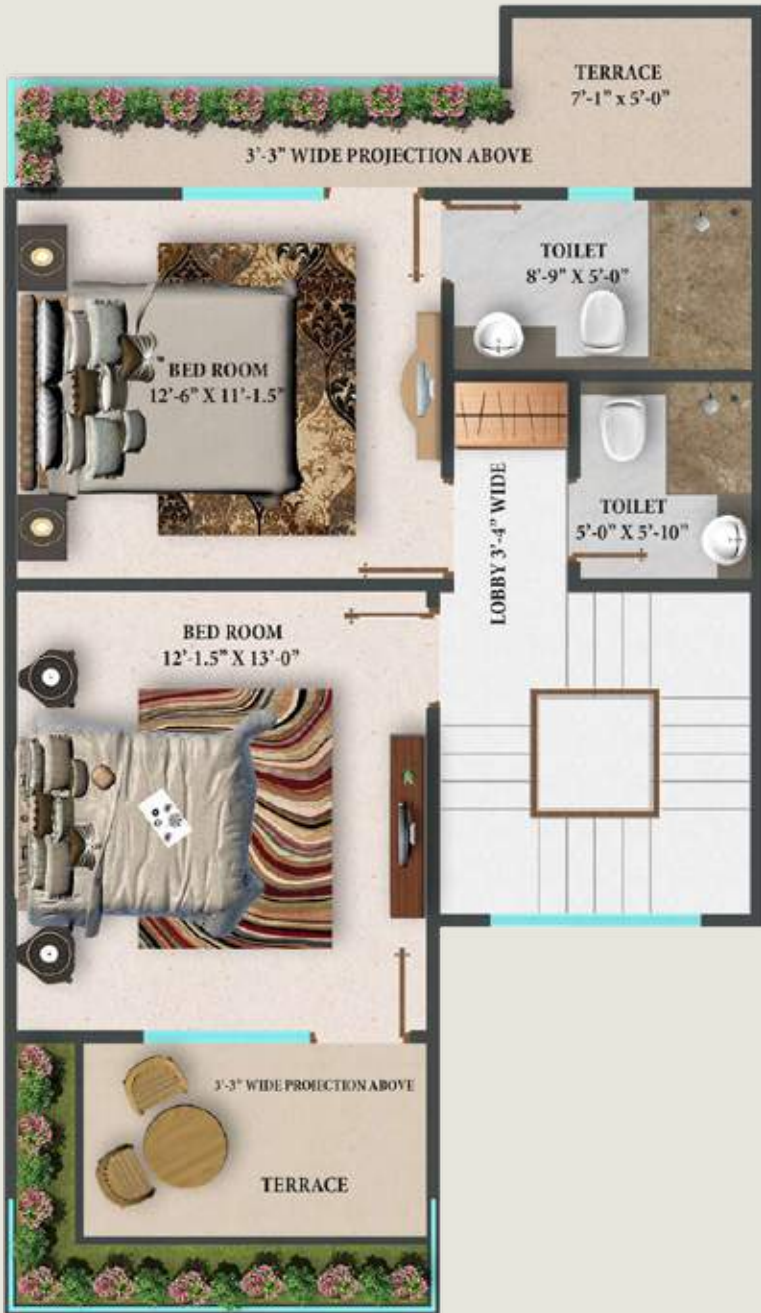 TERRACE
7'-1" x 5'-0"
3'-3" WIDE PROJECTION ABOVE
TOILET
8'-9" X 5'-0"
BED ROOM
12'-6" X 11'-1.5"
LOBBY 3'-4" WIDE
TOILET
5'-0" X 5'-10"
BED ROOM
12'-1.5" X 13'-0"
3'-3" WIDE PROJECTION ABOVE
TERRACE